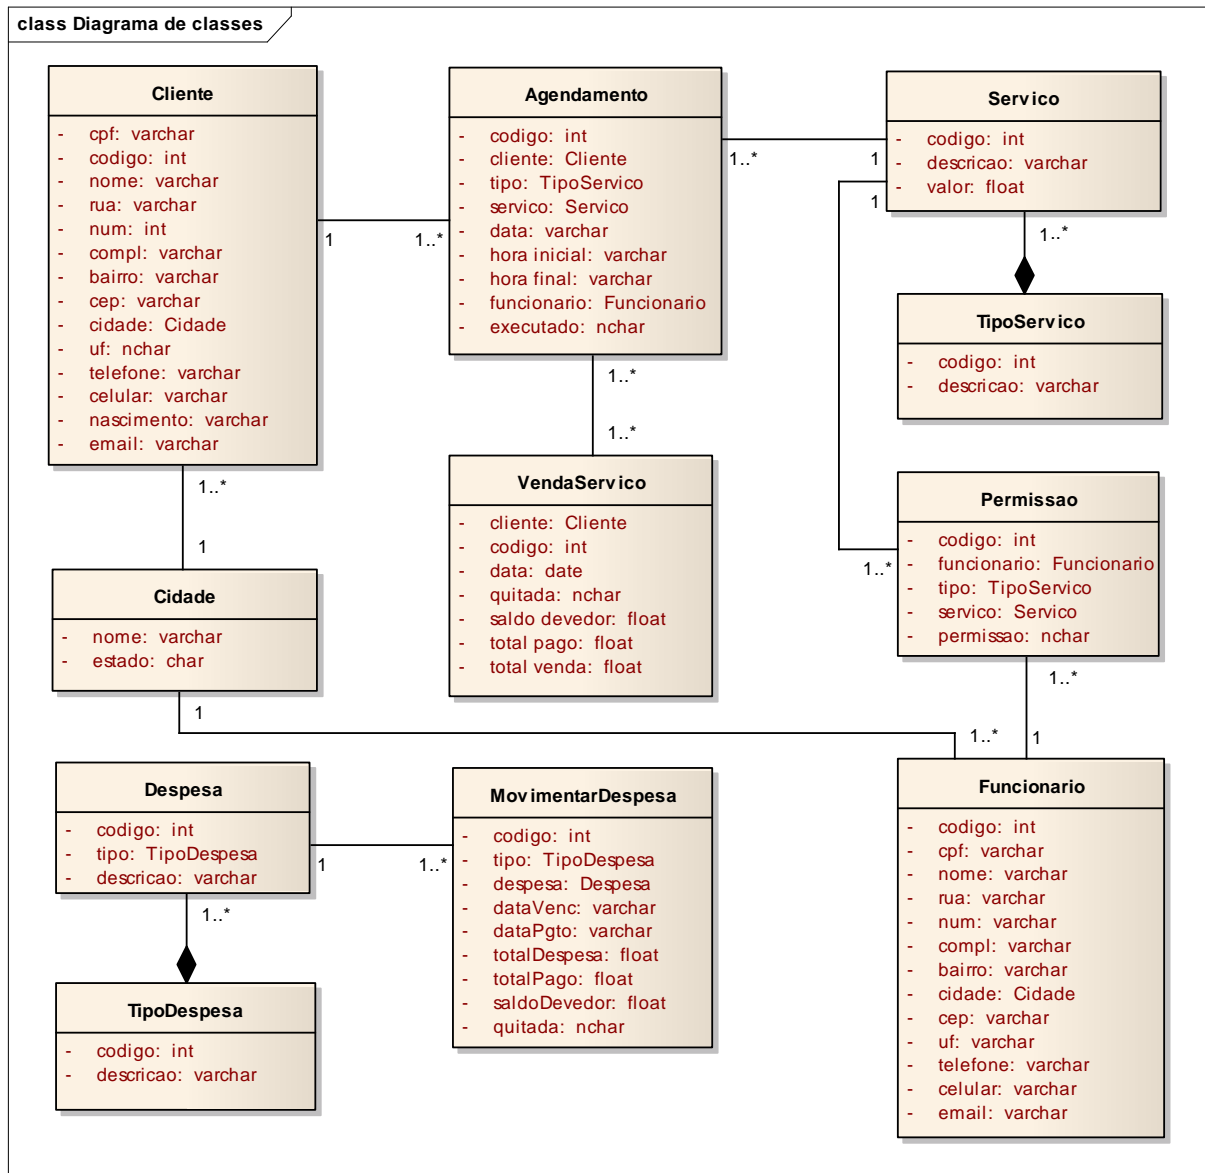 class Diagrama de classes
Cliente
- cpf: varchar
- codigo: int
- nome: varchar
- rua: varchar
- num: int
- compl: varchar
- bairro: varchar
- cep: varchar
- cidade: Cidade
- uf: nchar
- telefone: varchar
- celular: varchar
- nascimento: varchar
- email: varchar
1
1..*
Agendamento
- codigo: int
- cliente: Cliente
- tipo: TipoServico
- servico: Servico
- data: varchar
- hora inicial: varchar
- hora final: varchar
- funcionario: Funcionario
- executado: nchar
1..*
1
Servico
- codigo: int
- descricao: varchar
- valor: float
1
1..*
TipoServico
- codigo: int
- descricao: varchar
1..*
1..*
VendaServico
- cliente: Cliente
- codigo: int
- data: date
- quitada: nchar
- saldo devedor: float
- total pago: float
- total venda: float
1..*
1
Cidade
- nome: varchar
- estado: char
1
1..*
1..*
Permissao
- codigo: int
- funcionario: Funcionario
- tipo: TipoServico
- servico: Servico
- permissao: nchar
1..*
1
Funcionario
- codigo: int
- cpf: varchar
- nome: varchar
- rua: varchar
- num: varchar
- compl: varchar
- bairro: varchar
- cidade: Cidade
- cep: varchar
- uf: varchar
- telefone: varchar
- celular: varchar
- email: varchar
Despesa
- codigo: int
- tipo: TipoDespesa
- descricao: varchar
1
1..*
MovimentarDespesa
- codigo: int
- tipo: TipoDespesa
- despesa: Despesa
- dataVenc: varchar
- dataPgto: varchar
- totalDespesa: float
- totalPago: float
- saldoDevedor: float
- quitada: nchar
1..*
TipoDespesa
- codigo: int
- descricao: varchar